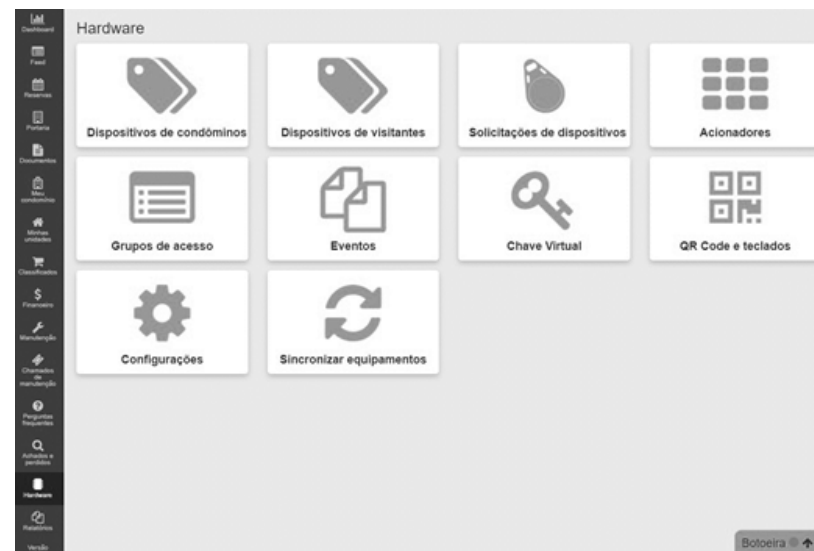 Dashboard
Feed
Reservas
Portaria
Documentos
Meu
condomínio
Minhas
unidades
Classificados
Financeiro
Manutenção
Chamados
de
manutenção
Perguntas
frequentes
Achados e
perdidos
Hardware
Relatórios
Versão
Hardware
Dispositivos de condôminos
Dispositivos de visitantes
Solicitações de dispositivos
Acionadores
Grupos de acesso
Eventos
Chave Virtual
QR Code e teclados
Configurações
Sincronizar equipamentos
Botoeira